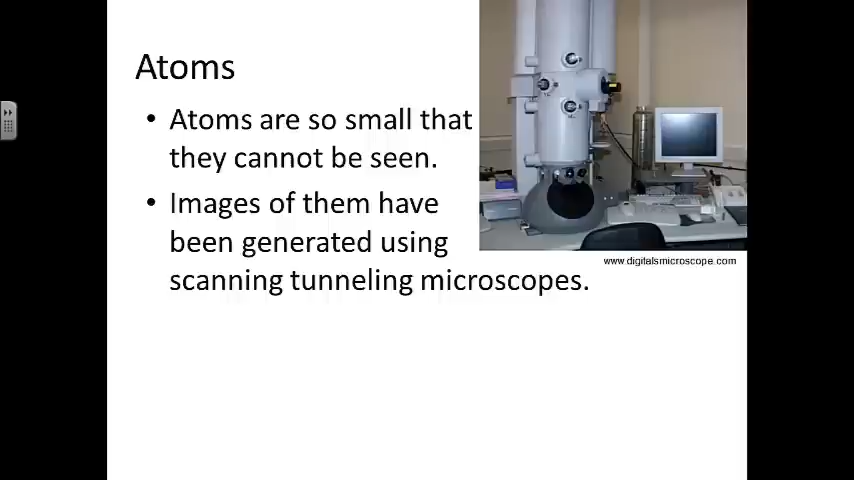 Atoms
• Atoms are so small that
they cannot be seen.
• Images of them have
been generated using
scanning tunneling microscopes.
www.digitalsmicroscope.com